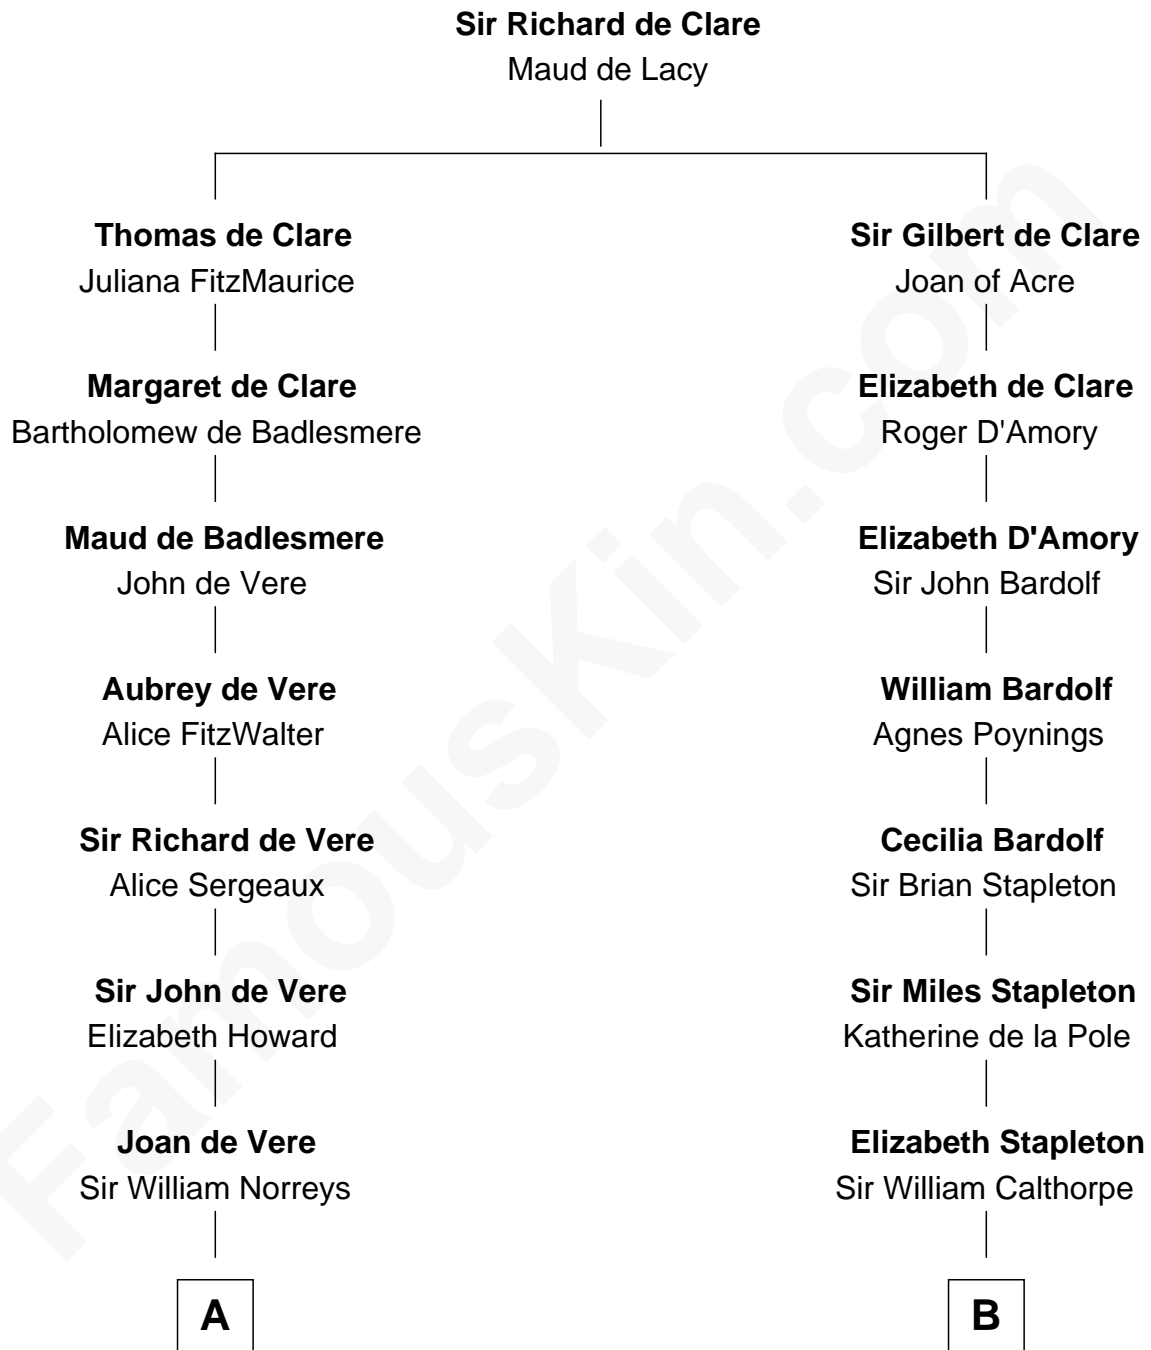 Sir Richard de Clare
Maud de Lacy
Thomas de Clare
Juliana FitzMaurice
Sir Gilbert de Clare
Joan of Acre
Margaret de Clare
Bartholomew de Badlesmere
Elizabeth de Clare
Roger D'Amory
Maud de Badlesmere
John de Vere
Elizabeth D'Amory
Sir John Bardolf
Aubrey de Vere
Alice FitzWalter
William Bardolf
Agnes Poynings
Sir Richard de Vere
Alice Sergeaux
Cecilia Bardolf
Sir Brian Stapleton
Sir John de Vere
Elizabeth Howard
Sir Miles Stapleton
Katherine de la Pole
Joan de Vere
Sir William Norreys
Elizabeth Stapleton
Sir William Calthorpe
A
B
FamousKin.com